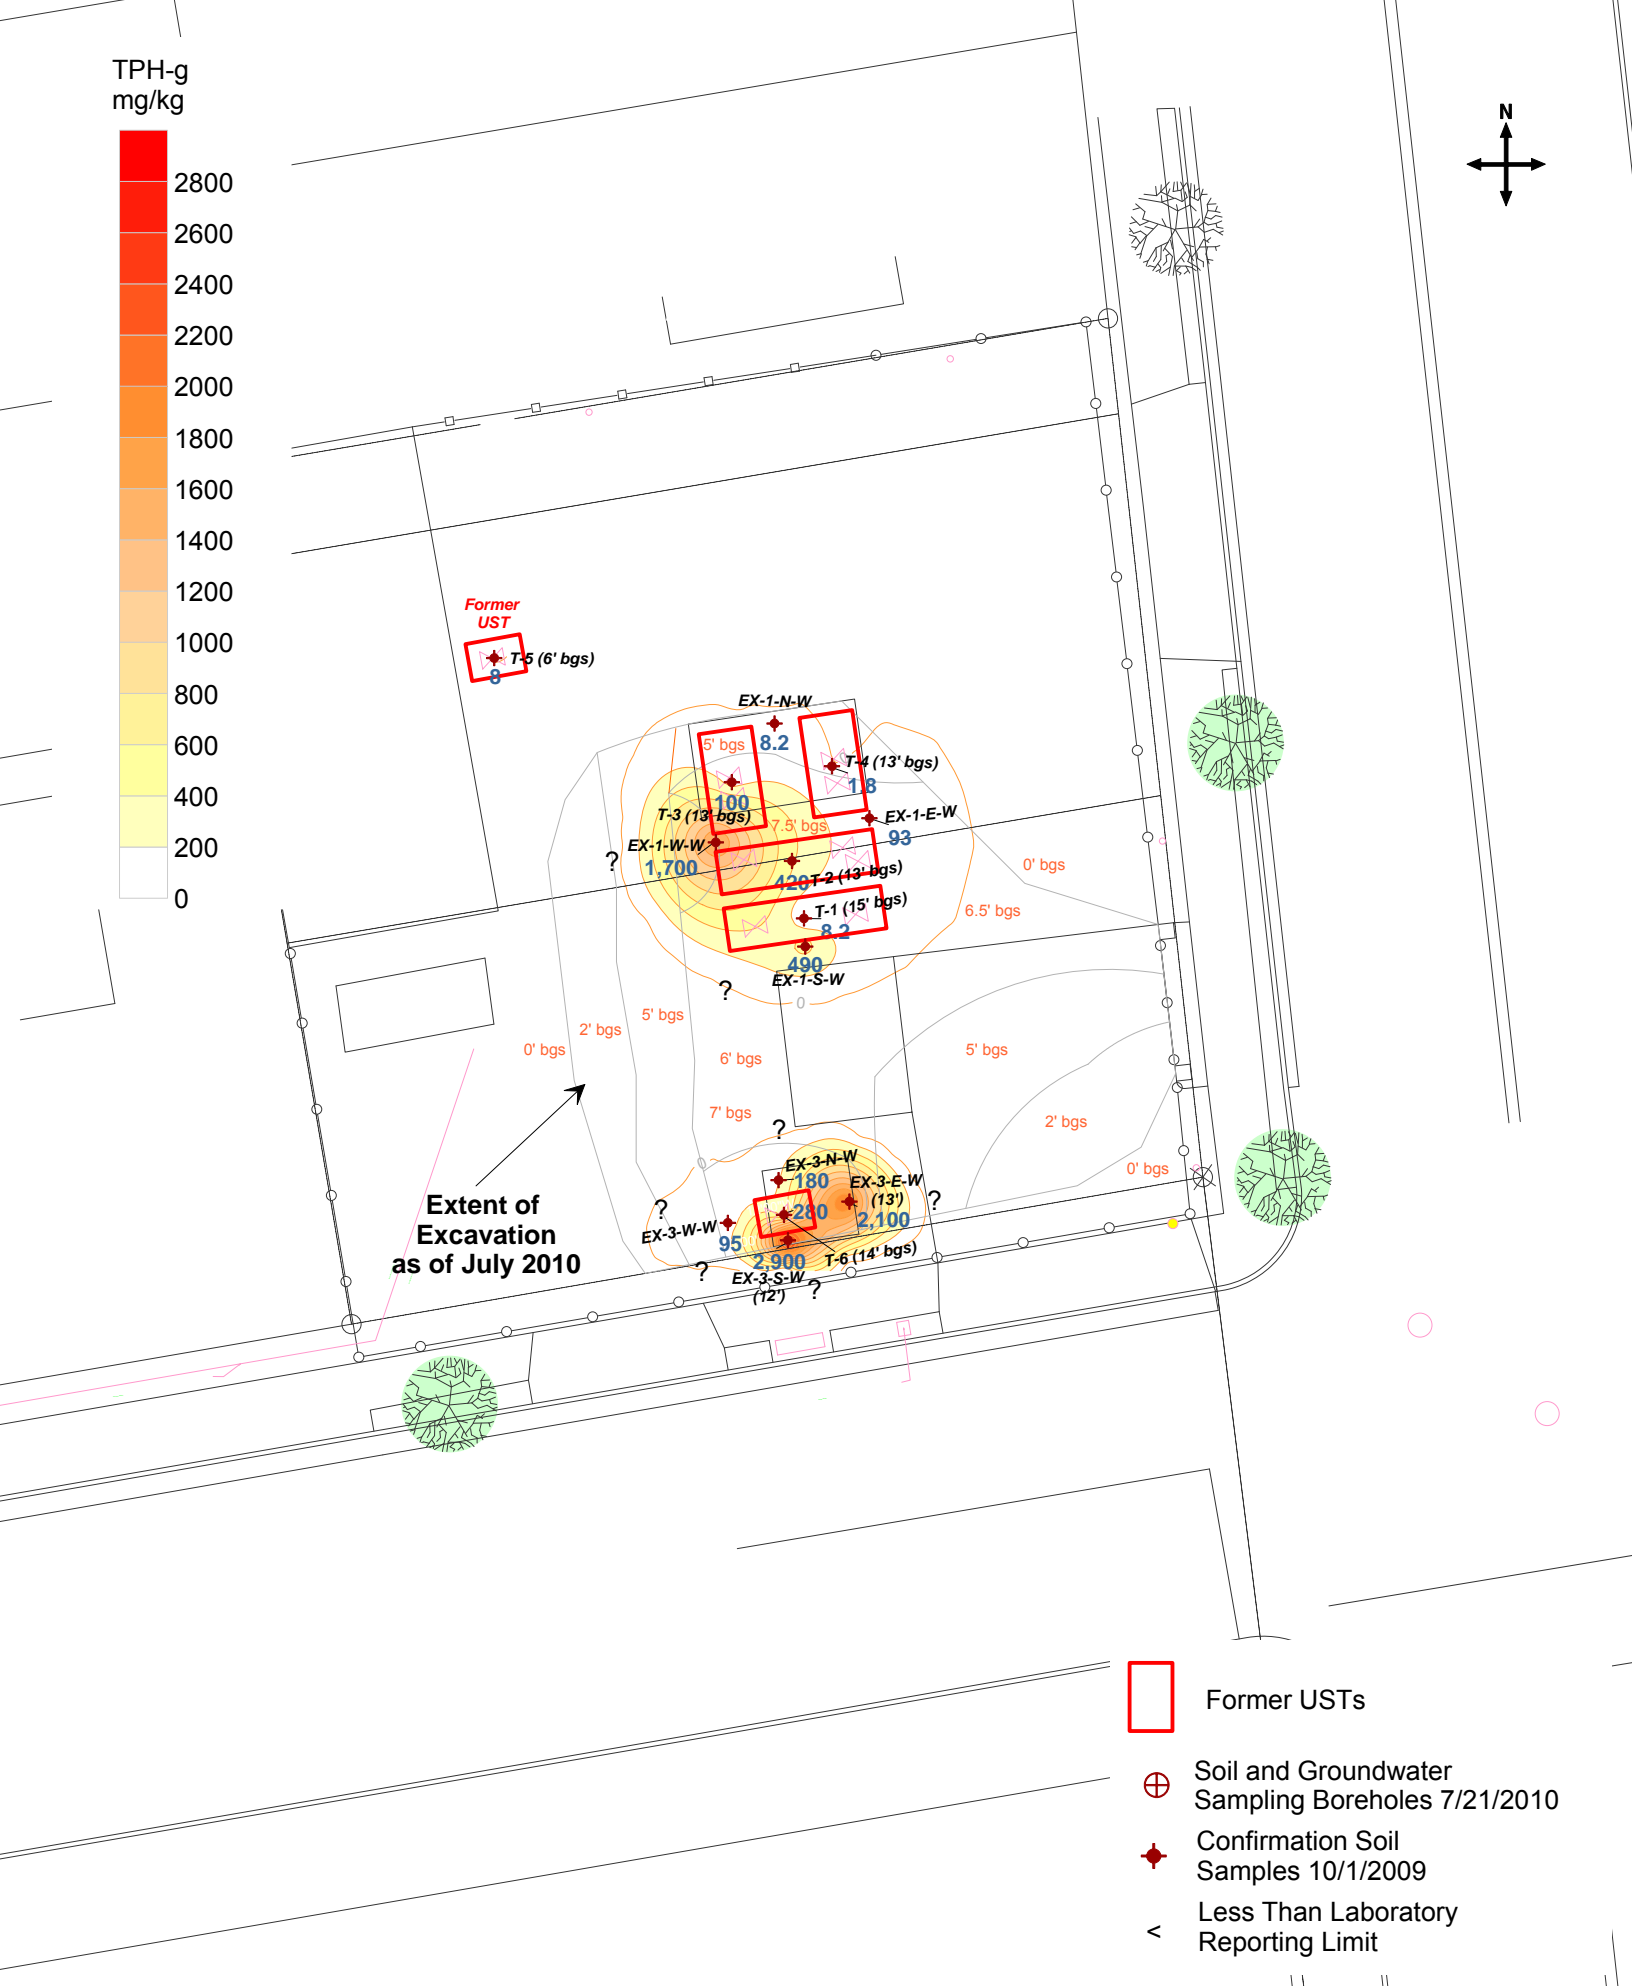 TPH-g
mg/kg
2800
2600
2400
2200
2000
1800
1600
1400
1200
1000
800
600
400
200
0
N
Former
UST
T-5 (6' bgs)
8
EX-1-N-W
8.2
5' bgs
T-4 (13' bgs)
1.8
100
T-3 (13' bgs)
7.5' bgs
EX-1-E-W
93
EX-1-W-W
1,700
?
420
T-2 (13' bgs)
0' bgs
T-1 (15' bgs)
8.2
6.5' bgs
490
EX-1-S-W
?
0
5' bgs
2' bgs
0' bgs
6' bgs
5' bgs
7' bgs
2' bgs
?
0
EX-3-N-W
180
0' bgs
EX-3-E-W
(13')
2,100
?
280
?
EX-3-W-W
95
T-6 (14' bgs)
2,900
EX-3-S-W
(12')
?
?
Extent of
Excavation
as of July 2010
Former USTs
Soil and Groundwater
Sampling Boreholes 7/21/2010
Confirmation Soil
Samples 10/1/2009
< Less Than Laboratory
Reporting Limit